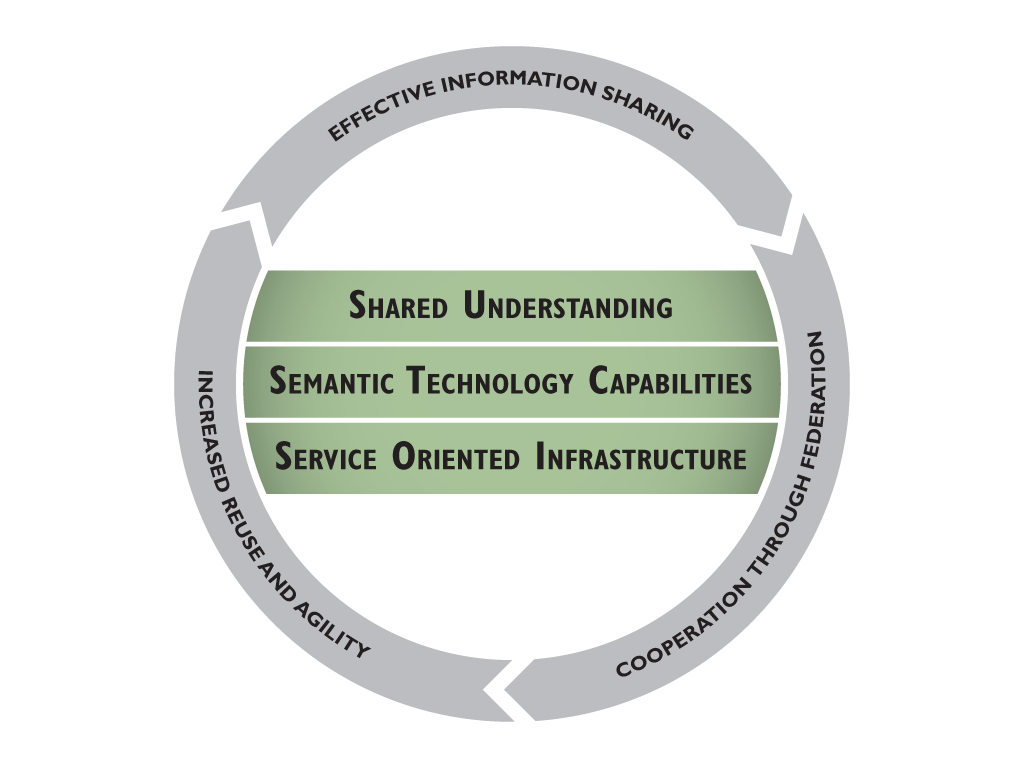 EFFECTIVE INFORMATION SHARING
SHARED UNDERSTANDING
SEMANTIC TECHNOLOGY CAPABILITIES
SERVICE ORIENTED INFRASTRUCTURE
INCREASED REUSE AND AGILITY
COOPERATION THROUGH FEDERATION